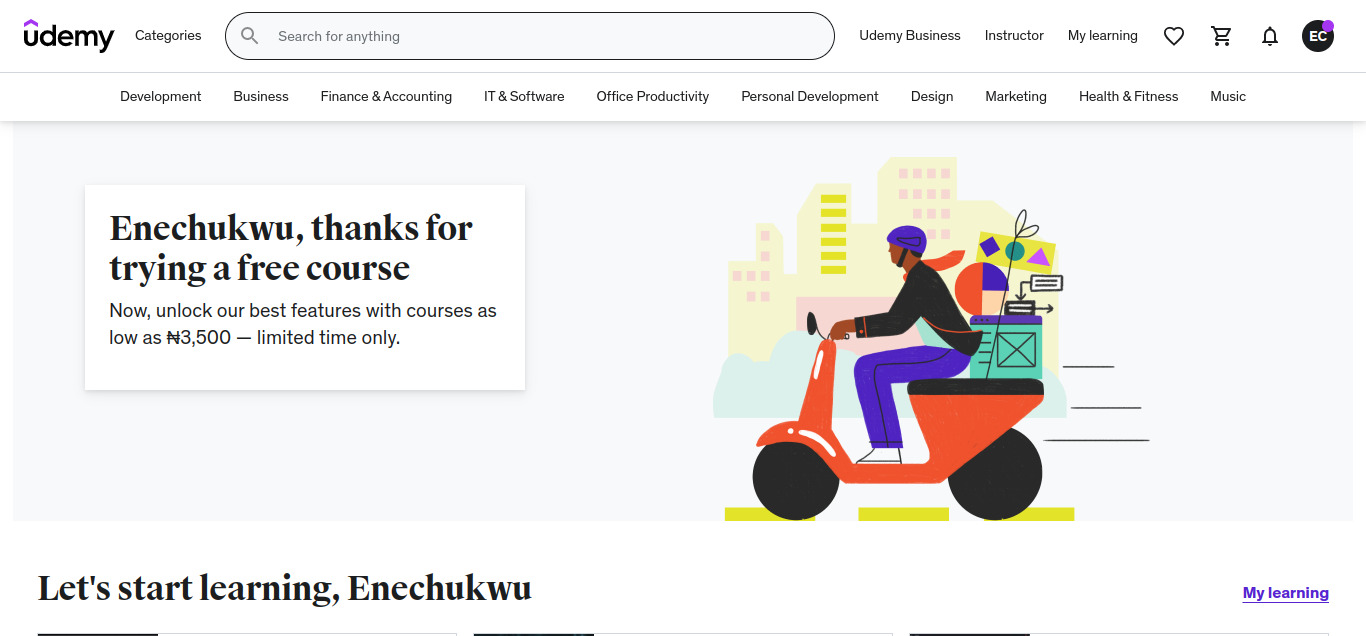 udemy
Categories
Search for anything
Udemy Business
Instructor
My learning
EC
Development
Business
Finance & Accounting
IT & Software
Office Productivity
Personal Development
Design
Marketing
Health & Fitness
Music
Enechukwu, thanks for
trying a free course
Now, unlock our best features with courses as
low as ₦3,500 — limited time only.
Let's start learning, Enechukwu
My learning